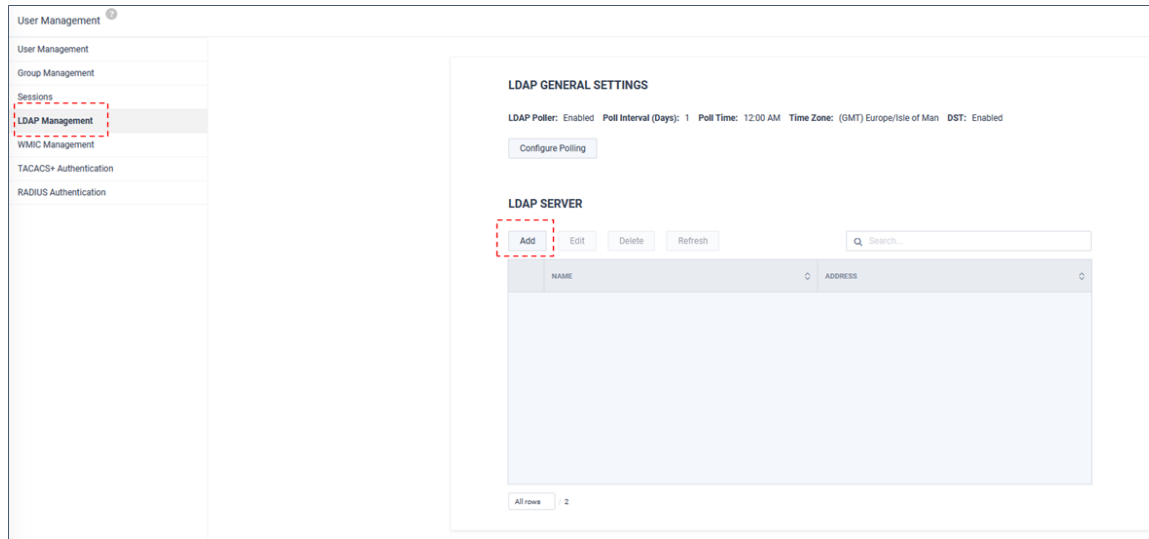 User Management ?
User Management
Group Management
Sessions
LDAP Management
WMIC Management
TACACS+ Authentication
RADIUS Authentication
LDAP GENERAL SETTINGS
LDAP Poller: Enabled Poll Interval (Days): 1 Poll Time: 12:00 AM Time Zone: (GMT) Europe/Isle of Man DST: Enabled
Configure Polling
LDAP SERVER
Add Edit Delete Refresh Search...
NAME ADDRESS
All rows / 2